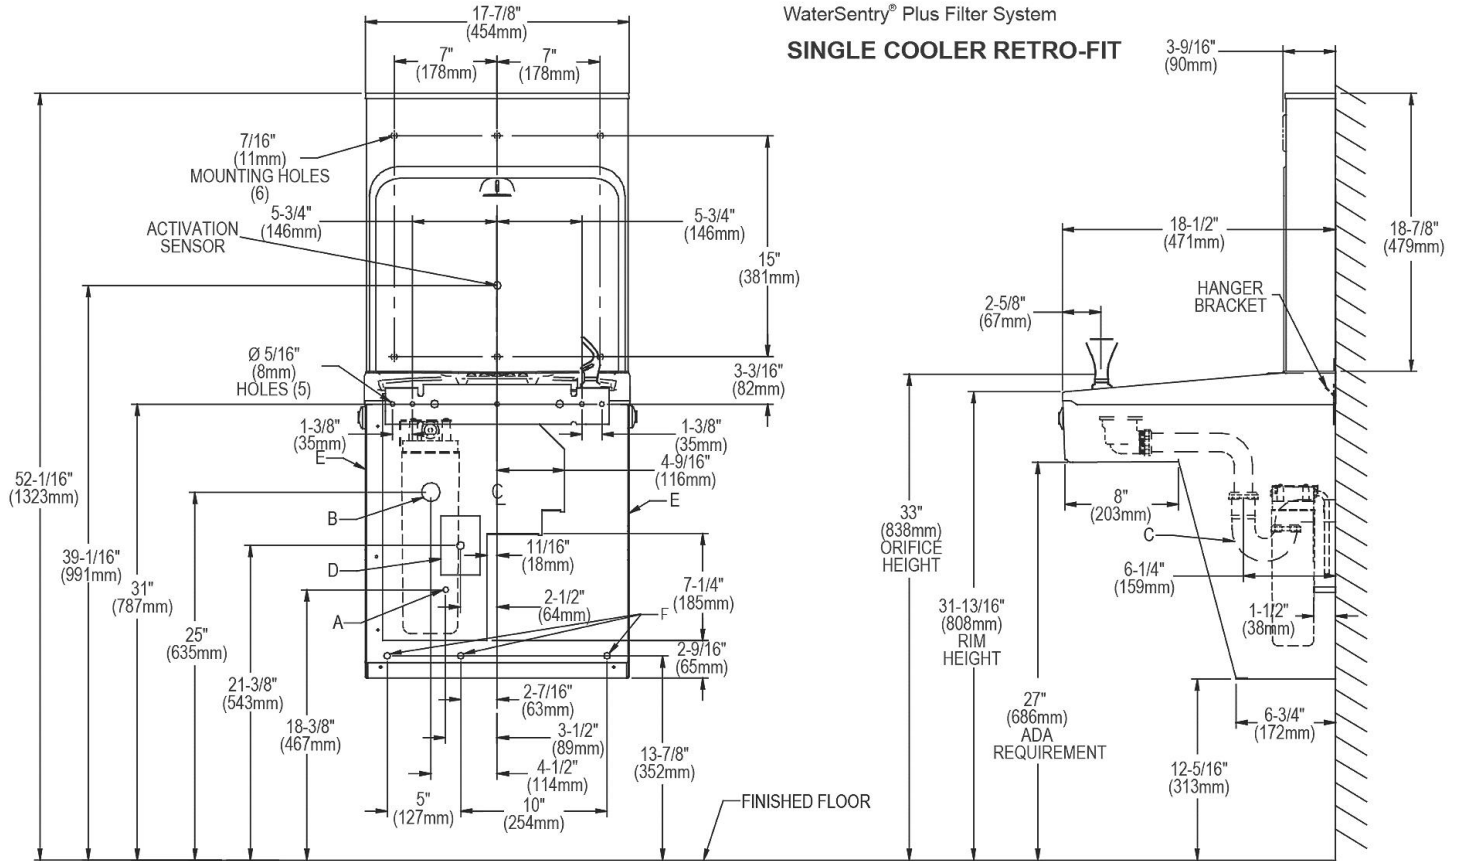 WaterSentry® Plus Filter System
SINGLE COOLER RETRO-FIT
17-7/8"
(454mm)
7"
(178mm)
7"
(178mm)
3-9/16"
(90mm)
7/16"
(11mm)
MOUNTING HOLES
(6)
5-3/4"
(146mm)
5-3/4"
(146mm)
ACTIVATION
SENSOR
15"
(381mm)
18-1/2"
(471mm)
18-7/8"
(479mm)
HANGER
BRACKET
2-5/8"
(67mm)
Ø 5/16"
(8mm)
HOLES (5)
3-3/16"
(82mm)
1-3/8"
(35mm)
1-3/8"
(35mm)
E
4-9/16"
(116mm)
52-1/16"
(1323mm)
B
C
L
E
8"
(203mm)
33"
(838mm)
ORIFICE
HEIGHT
C
39-1/16"
(991mm)
11/16"
(18mm)
D
6-1/4"
(159mm)
31"
(787mm)
2-1/2"
(64mm)
7-1/4"
(185mm)
A
F
1-1/2"
(38mm)
31-13/16"
(808mm)
RIM
HEIGHT
25"
(635mm)
2-9/16"
(65mm)
21-3/8"
(543mm)
2-7/16"
(63mm)
27"
(686mm)
ADA
REQUIREMENT
6-3/4"
(172mm)
18-3/8"
(467mm)
3-1/2"
(89mm)
13-7/8"
(352mm)
4-1/2"
(114mm)
12-5/16"
(313mm)
5"
(127mm)
10"
(254mm)
FINISHED FLOOR